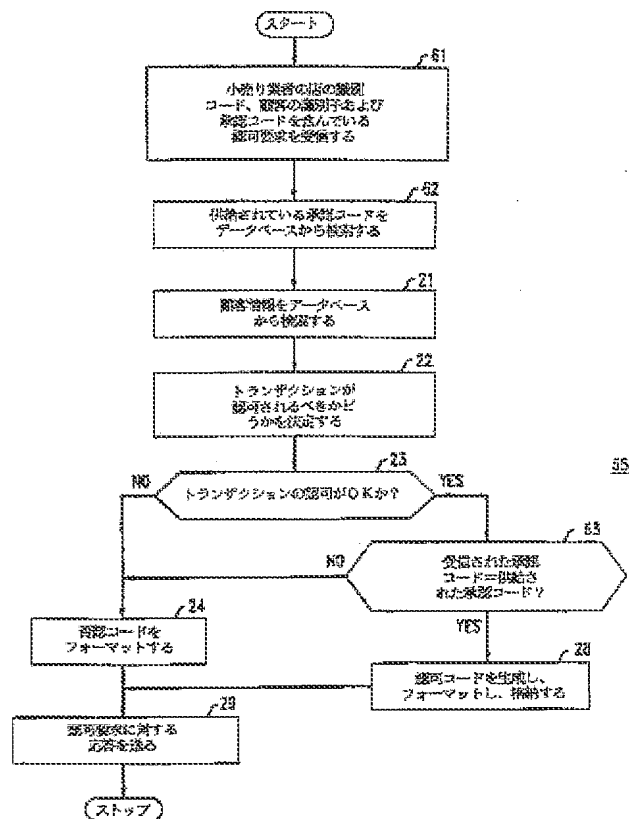 スタート
61
小売り業者の店の識別
コード、顧客の識別子および
承認コードを含んでいる
認可要求を受信する
62
供給されている承認コードを
データベースから検索する
21
顧客情報をデータベース
から検索する
22
トランザクションが
認可されるべきかど
うかを決定する
23
NO
トランザクションの認可がOKか?
YES
65
63
NO
受信された承認
コード=供給さ
れた承認コード?
YES
24
否認コードを
フォーマットする
28
認可コードを生成し、
フォーマットし、格納する
29
認可要求に対する
応答を送る
ストップ